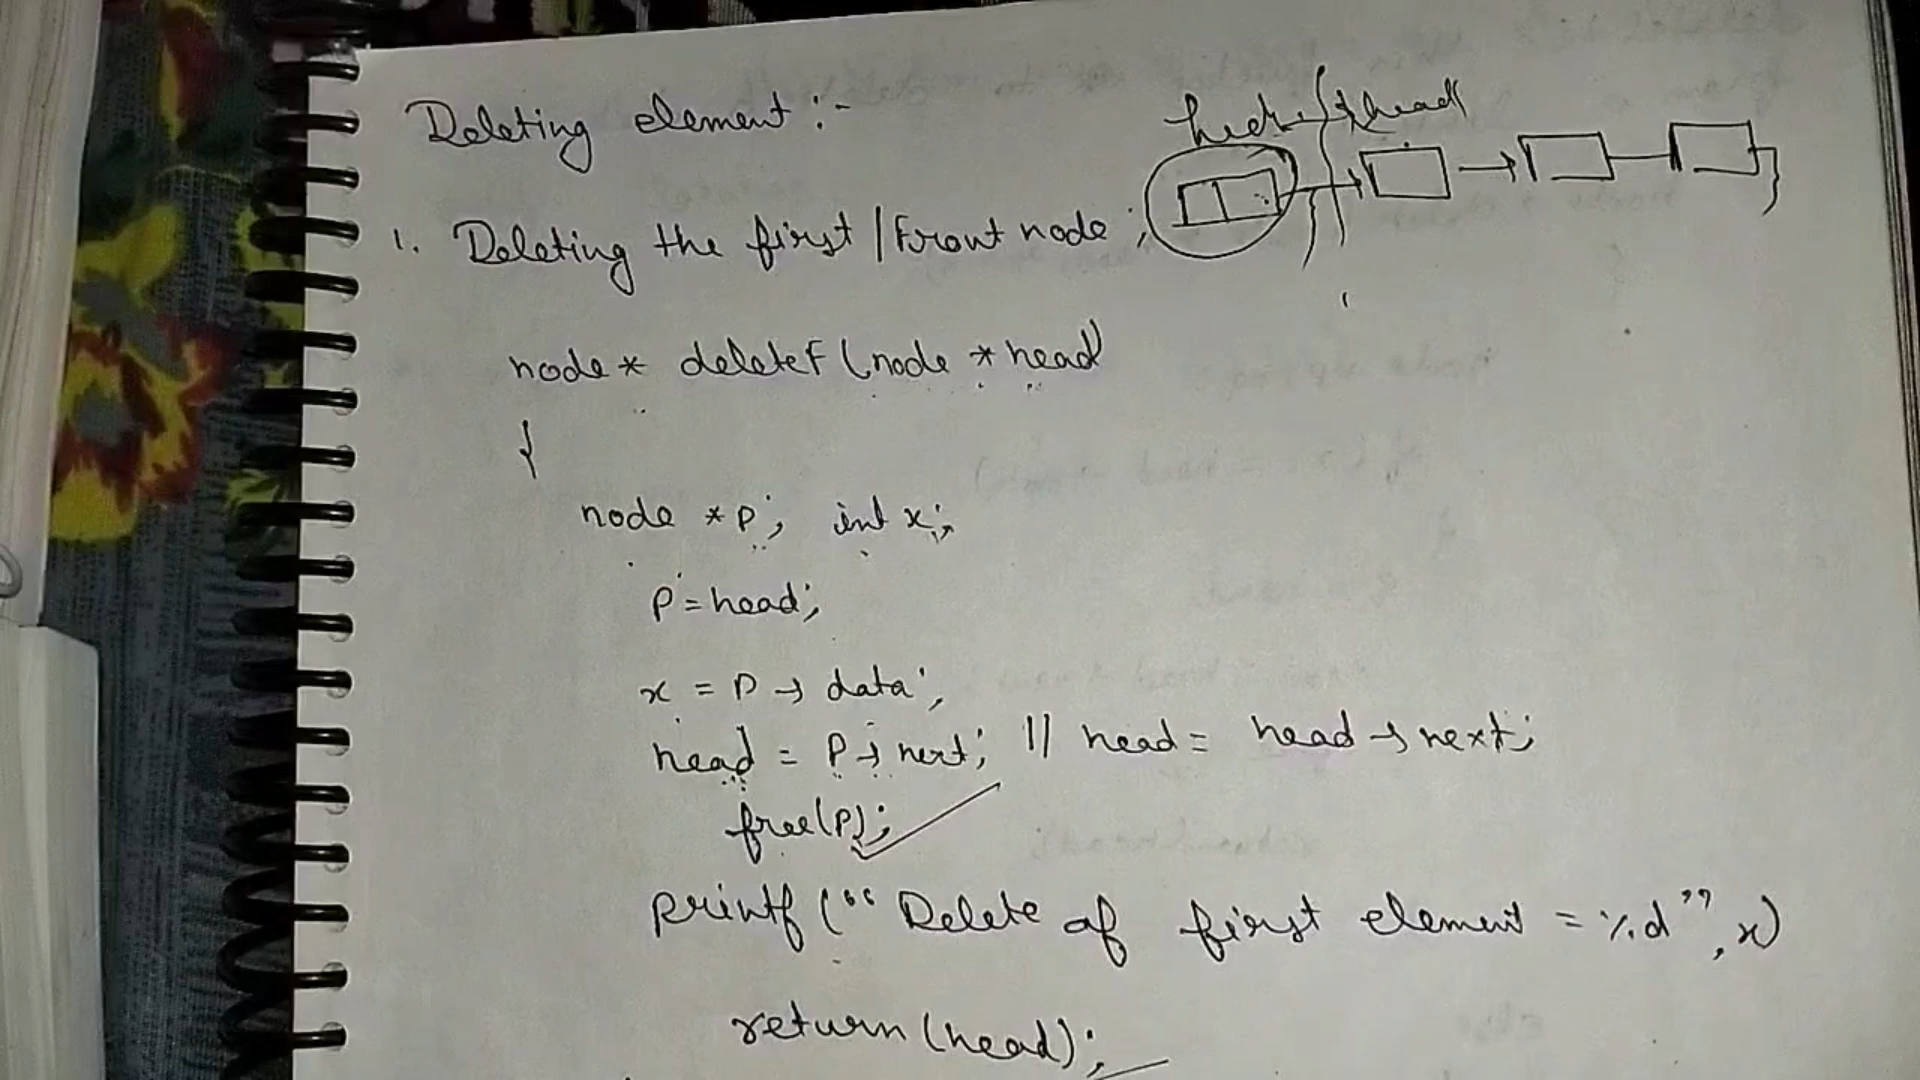 Deleting element :-
head
1. Deleting the first / Front node ;
node * deletef (node * head)
{
node * p; int x;
p = head;
x = p → data;
head = p → next; // head = head → next;
free(p);
printf (“ Delete of first element = %d ”, x)
return (head);